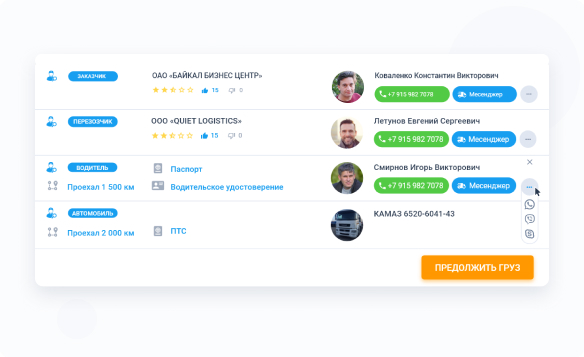 ЗАКАЗЧИК
ОАО «БАЙКАЛ БИЗНЕС ЦЕНТР»
15
0
Коваленко Константин Викторович
+7 915 982 7078
Месенджер
ПЕРЕВОЗЧИК
ООО «QUIET LOGISTICS»
15
0
Летунов Евгений Сергеевич
+7 915 982 7078
Месенджер
ВОДИТЕЛЬ
Проехал 1 500 км
Паспорт
Водительское удостоверение
Смирнов Игорь Викторович
+7 915 982 7078
Месенджер
АВТОМОБИЛЬ
Проехал 2 000 км
ПТС
КАМАЗ 6520-6041-43
ПРЕДОЛЖИТЬ ГРУЗ